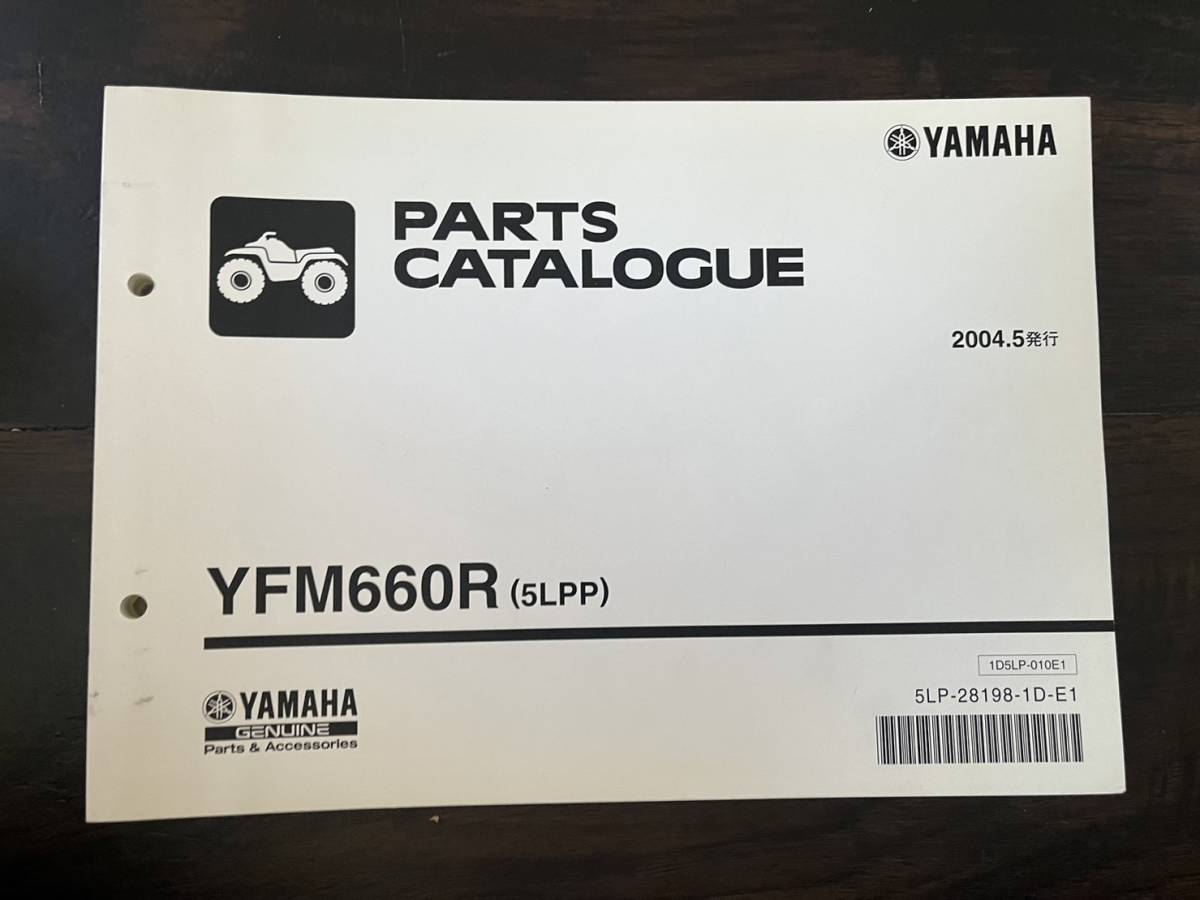 YAMAHA
PARTS
CATALOGUE
2004.5発行
YFM660R (5LPP)
1D5LP-010E1
5LP-28198-1D-E1
YAMAHA
GENUINE
Parts & Accessories